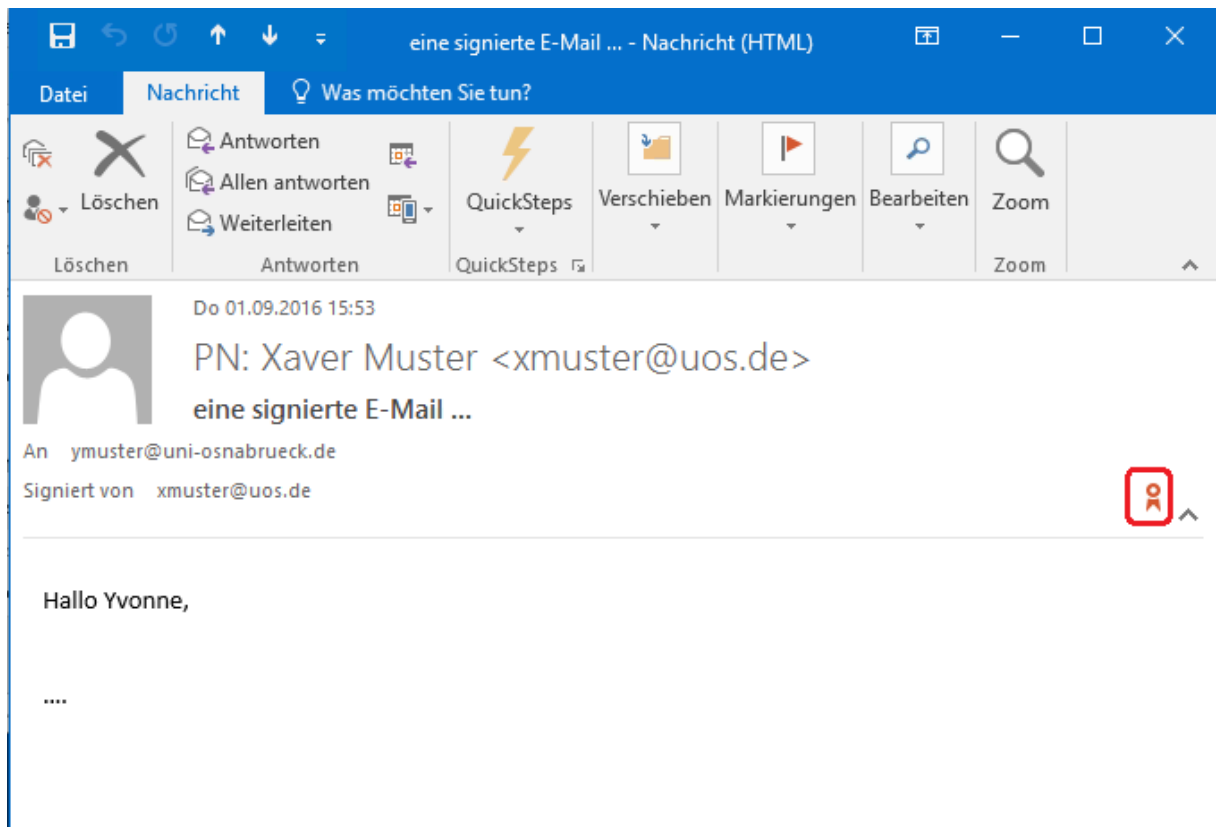 eine signierte E-Mail ... - Nachricht (HTML)
Datei Nachricht Was möchten Sie tun?
Antworten
Allen antworten
Weiterleiten
Löschen
QuickSteps
Verschieben
Markierungen
Bearbeiten
Zoom
Löschen Antworten QuickSteps Zoom
Do 01.09.2016 15:53
PN: Xaver Muster <xmuster@uos.de>
eine signierte E-Mail ...
An ymuster@uni-osnabrueck.de
Signiert von xmuster@uos.de
Hallo Yvonne,
....